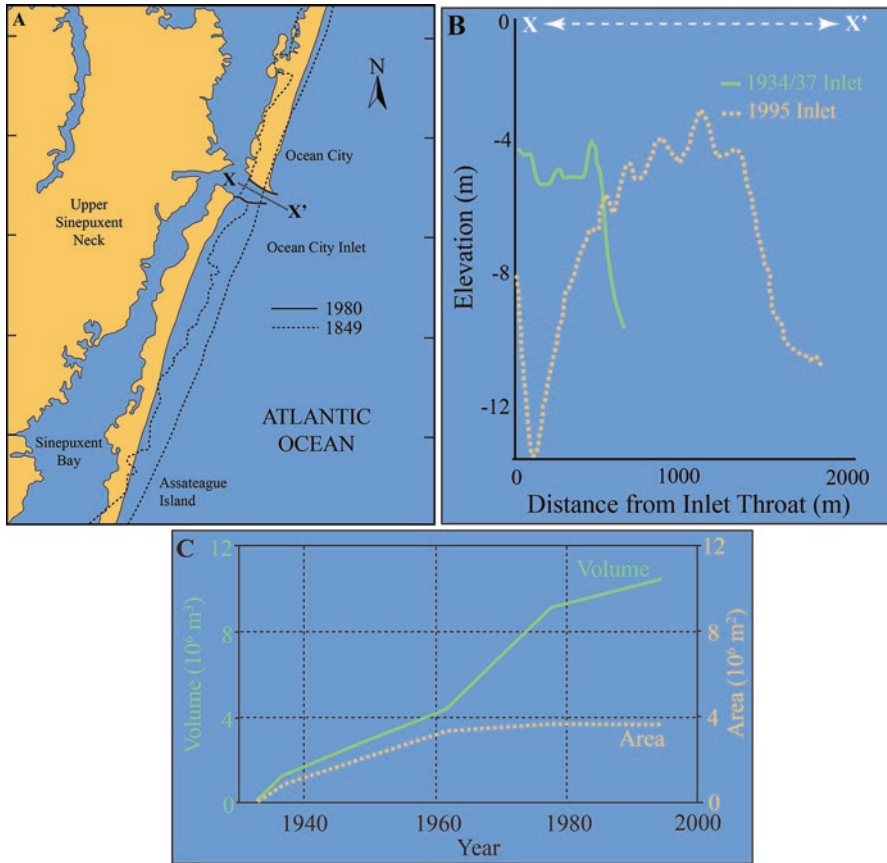 A
N
Ocean City
X
X'
Upper
Sinepuxent
Neck
Ocean City Inlet
1980
1849
ATLANTIC
OCEAN
Sinepuxent
Bay
Assateague
Island
B
0
X
X'
1934/37 Inlet
1995 Inlet
-4
-8
-12
Elevation (m)
0
1000
2000
Distance from Inlet Throat (m)
C
12
12
Volume
8
8
Volume (10⁶ m³)
Area (10⁶ m²)
4
4
Area
0
0
1940
1960
1980
2000
Year